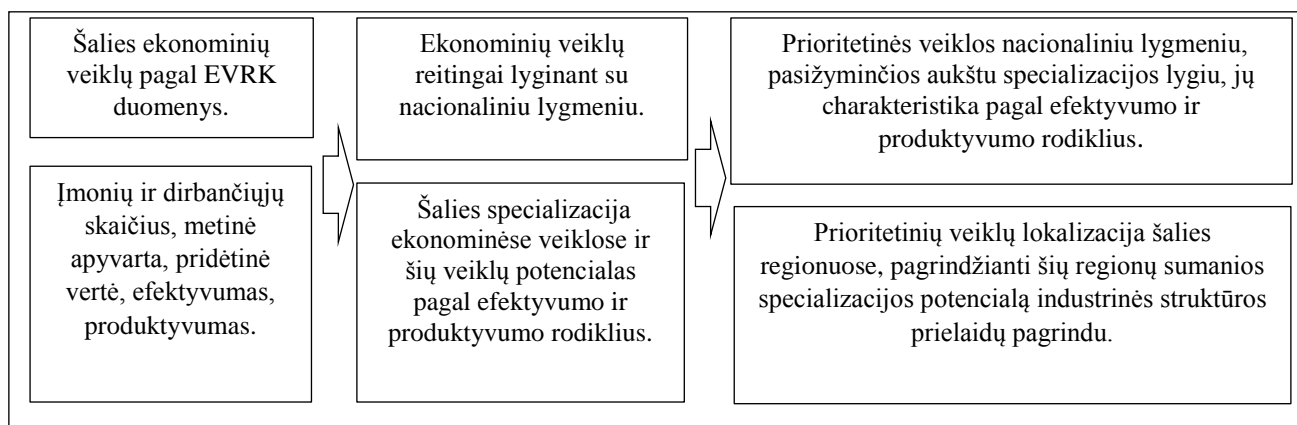 Šalies ekonominių
veiklų pagal EVRK
duomenys.
Įmonių ir dirbančiųjų
skaičius, metinė
apyvarta, pridėtinė
vertė, efektyvumas,
produktyvumas.
Ekonominių veiklų
reitingai lyginant su
nacionaliniu lygmeniu.
Šalies specializacija
ekonominėse veiklose ir
šių veiklų potencialas
pagal efektyvumo ir
produktyvumo rodiklius.
Prioritetinės veiklos nacionaliniu lygmeniu,
pasižyminčios aukštu specializacijos lygiu, jų
charakteristika pagal efektyvumo ir
produktyvumo rodiklius.
Prioritetinių veiklų lokalizacija šalies
regionuose, pagrindžianti šių regionų sumanios
specializacijos potencialą industrinės struktūros
prielaidų pagrindu.